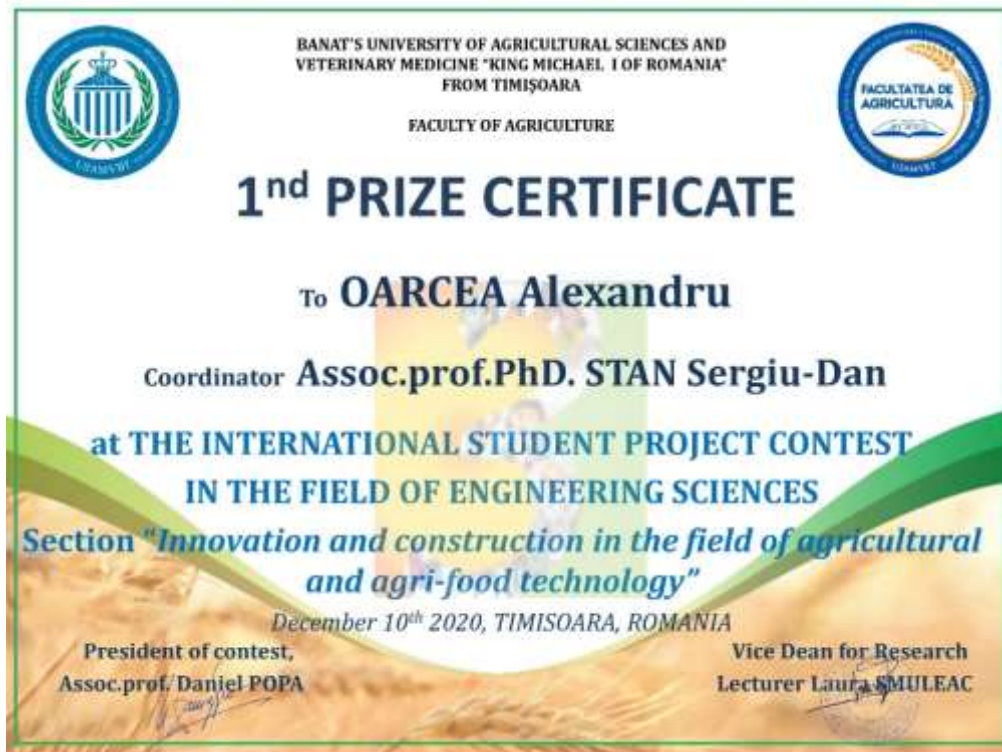 BANAT'S UNIVERSITY OF AGRICULTURAL SCIENCES AND
VETERINARY MEDICINE "KING MICHAEL I OF ROMANIA"
FROM TIMIŞOARA
FACULTY OF AGRICULTURE
FACULTATEA DE
AGRICULTURA
1nd PRIZE CERTIFICATE
To OARCEA Alexandru
Coordinator Assoc.prof.PhD. STAN Sergiu-Dan
at THE INTERNATIONAL STUDENT PROJECT CONTEST
IN THE FIELD OF ENGINEERING SCIENCES
Section "Innovation and construction in the field of agricultural
and agri-food technology"
December 10th 2020, TIMISOARA, ROMANIA
President of contest,
Assoc.prof. Daniel POPA
Vice Dean for Research
Lecturer Laura SMULEAC